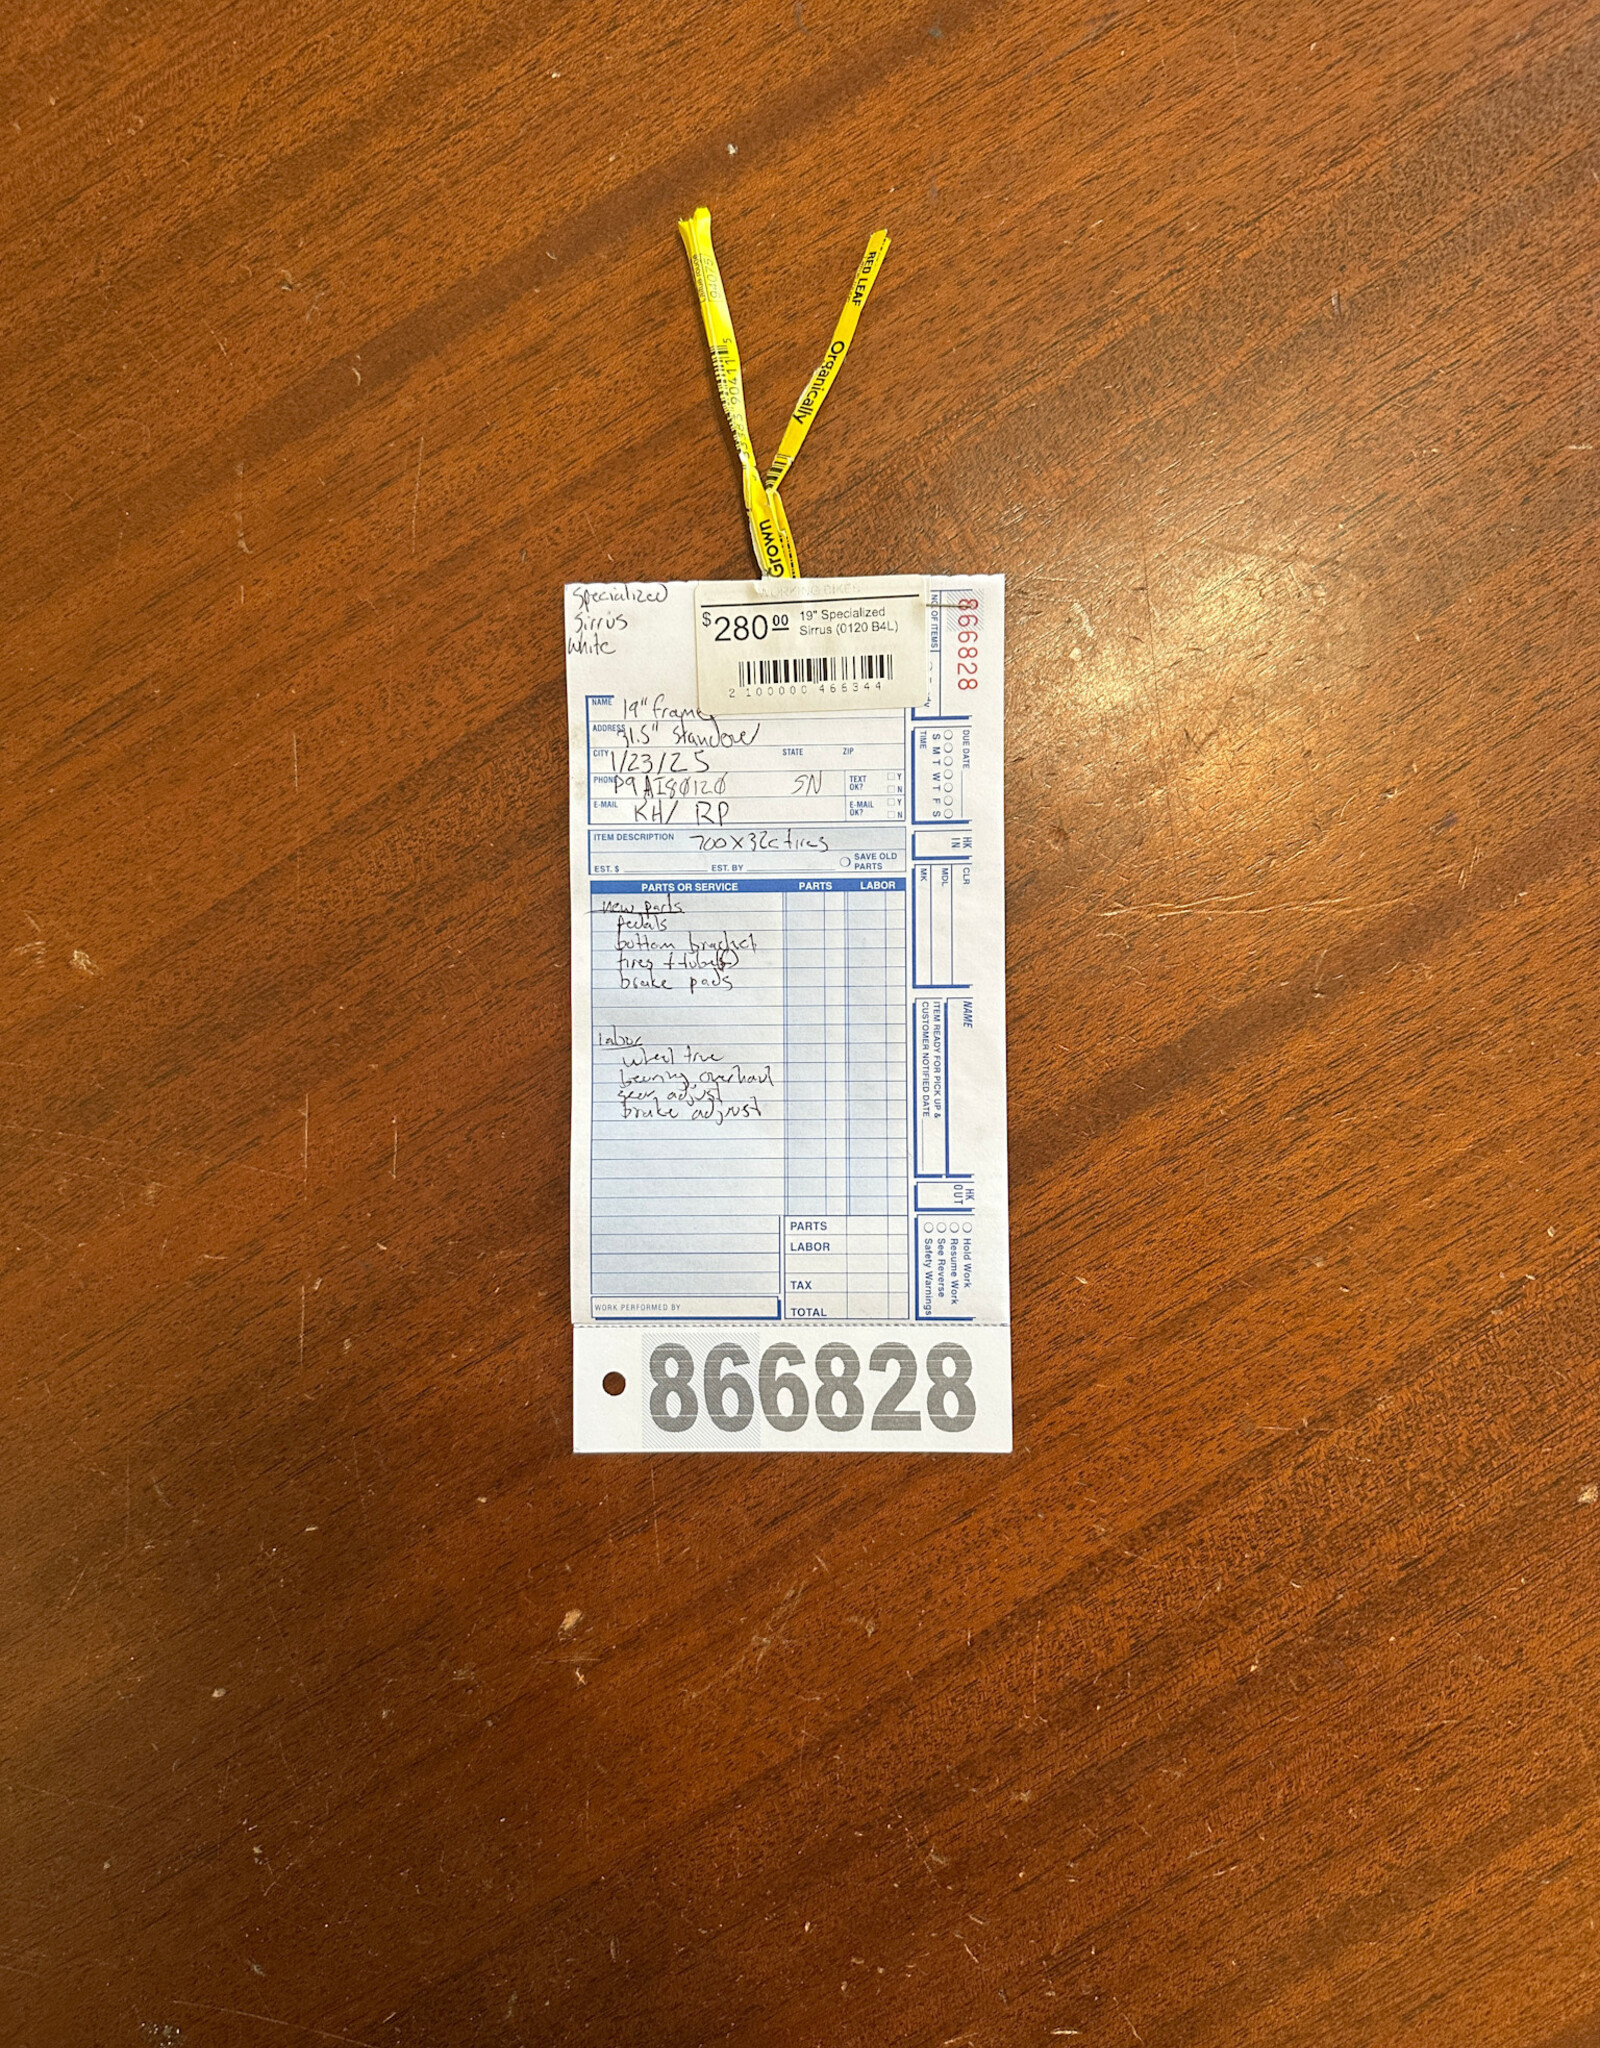 RED LEAF
Organically
Grown
Specialized
Sirrus
White
WORKING BIKES
$280.00
19" Specialized
Sirrus (0120 B4L)
2 100000 466344
NO. OF ITEMS
866828
NAME 19" frame
ADDRESS 31.5" Standover
CITY 1/23/25 STATE ZIP
PHONE P9AI80120 SN TEXT OK? Y N
E-MAIL KH/ RP E-MAIL OK? Y N
DUE DATE
TIME
S M T W T F S
ITEM DESCRIPTION 700x32c tires
EST. $ EST. BY SAVE OLD PARTS
HK IN
CLR
MDL
MK
PARTS OR SERVICE PARTS LABOR
new parts
pedals
bottom bracket
tires + tube(s)
brake pads
Labor
wheel true
bearing overhaul
gear adjust
brake adjust
NAME
ITEM READY FOR PICK UP &
CUSTOMER NOTIFIED DATE
HK OUT
Hold Work
Resume Work
See Reverse
Safety Warnings
PARTS
LABOR
TAX
TOTAL
WORK PERFORMED BY
866828